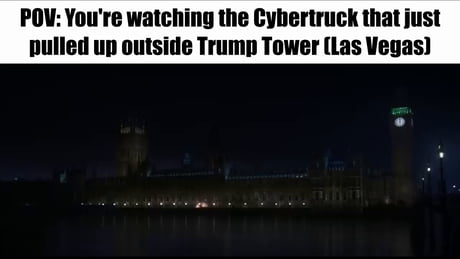 POV: You're watching the Cybertruck that just
pulled up outside Trump Tower (Las Vegas)